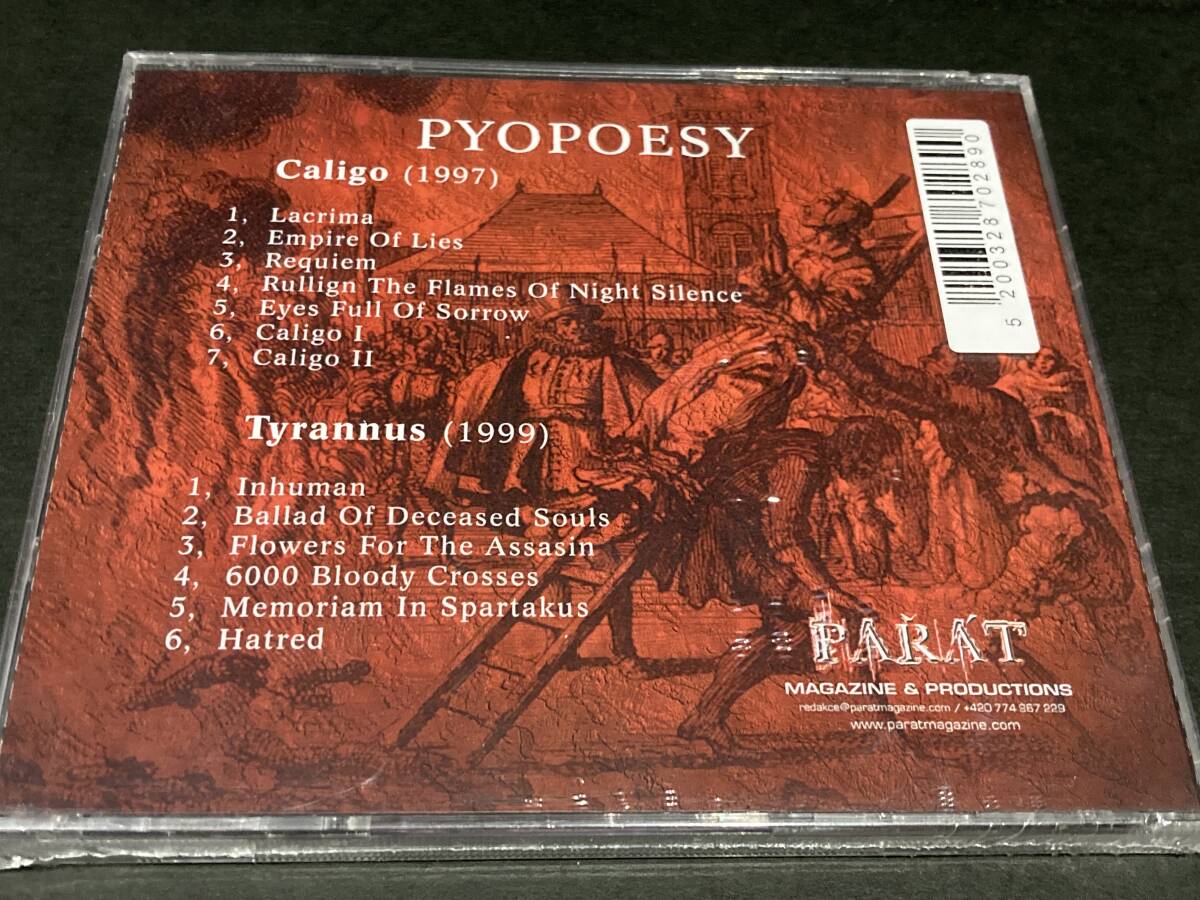 PYOPOESY
Caligo (1997)
1, Lacrima
2, Empire Of Lies
3, Requiem
4, Rullign The Flames Of Night Silence
5, Eyes Full Of Sorrow
6, Caligo I
7, Caligo II
Tyrannus (1999)
1, Inhuman
2, Ballad Of Deceased Souls
3, Flowers For The Assasin
4, 6000 Bloody Crosses
5, Memoriam In Spartakus
6, Hatred
5 200328 702890
PAŘÁT
MAGAZINE & PRODUCTIONS
redakce@paratmagazine.com / +420 774 967 229
www.paratmagazine.com